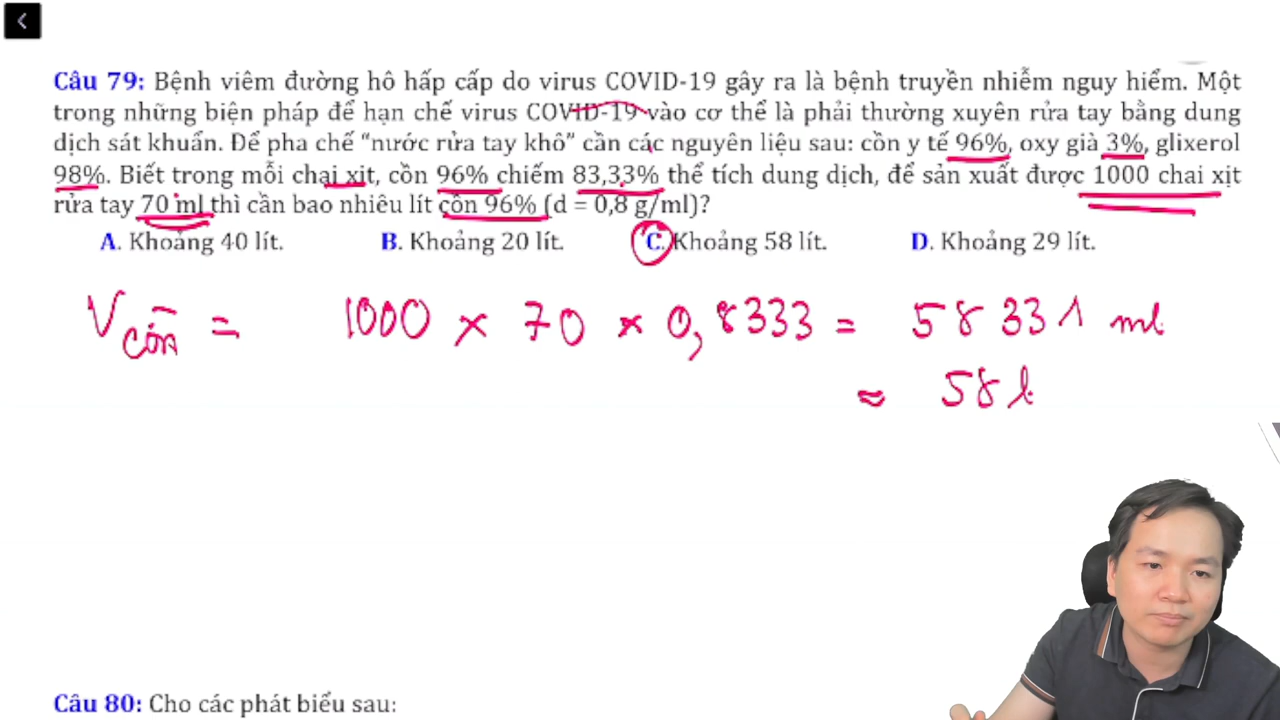 Câu 79: Bệnh viêm đường hô hấp cấp do virus COVID-19 gây ra là bệnh truyền nhiễm nguy hiểm. Một
trong những biện pháp để hạn chế virus COVID-19 vào cơ thể là phải thường xuyên rửa tay bằng dung
dịch sát khuẩn. Để pha chế “nước rửa tay khô” cần các nguyên liệu sau: cồn y tế 96%, oxy già 3%, glixerol
98%. Biết trong mỗi chai xịt, cồn 96% chiếm 83,33% thể tích dung dịch, để sản xuất được 1000 chai xịt
rửa tay 70 ml thì cần bao nhiêu lít cồn 96% (d = 0,8 g/ml)?
A. Khoảng 40 lít. B. Khoảng 20 lít. C. Khoảng 58 lít. D. Khoảng 29 lít.
V cồn = 1000 × 70 × 0,8333 = 58331 ml
≈ 58 l
Câu 80: Cho các phát biểu sau: